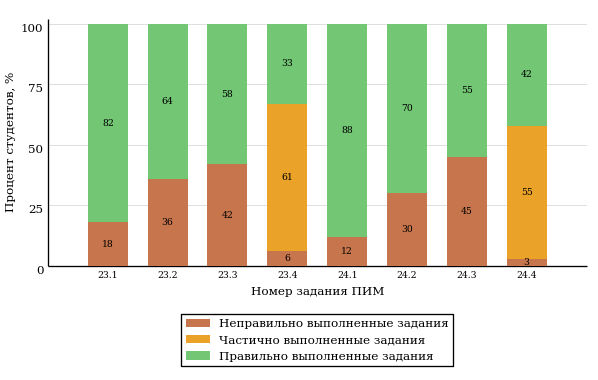 Процент студентов, %
100
75
50
25
0
82 64 58 33 88 70 55 42
61 55
18 36 42 6 12 30 45 3
23.1 23.2 23.3 23.4 24.1 24.2 24.3 24.4
Номер задания ПИМ
Неправильно выполненные задания
Частично выполненные задания
Правильно выполненные задания